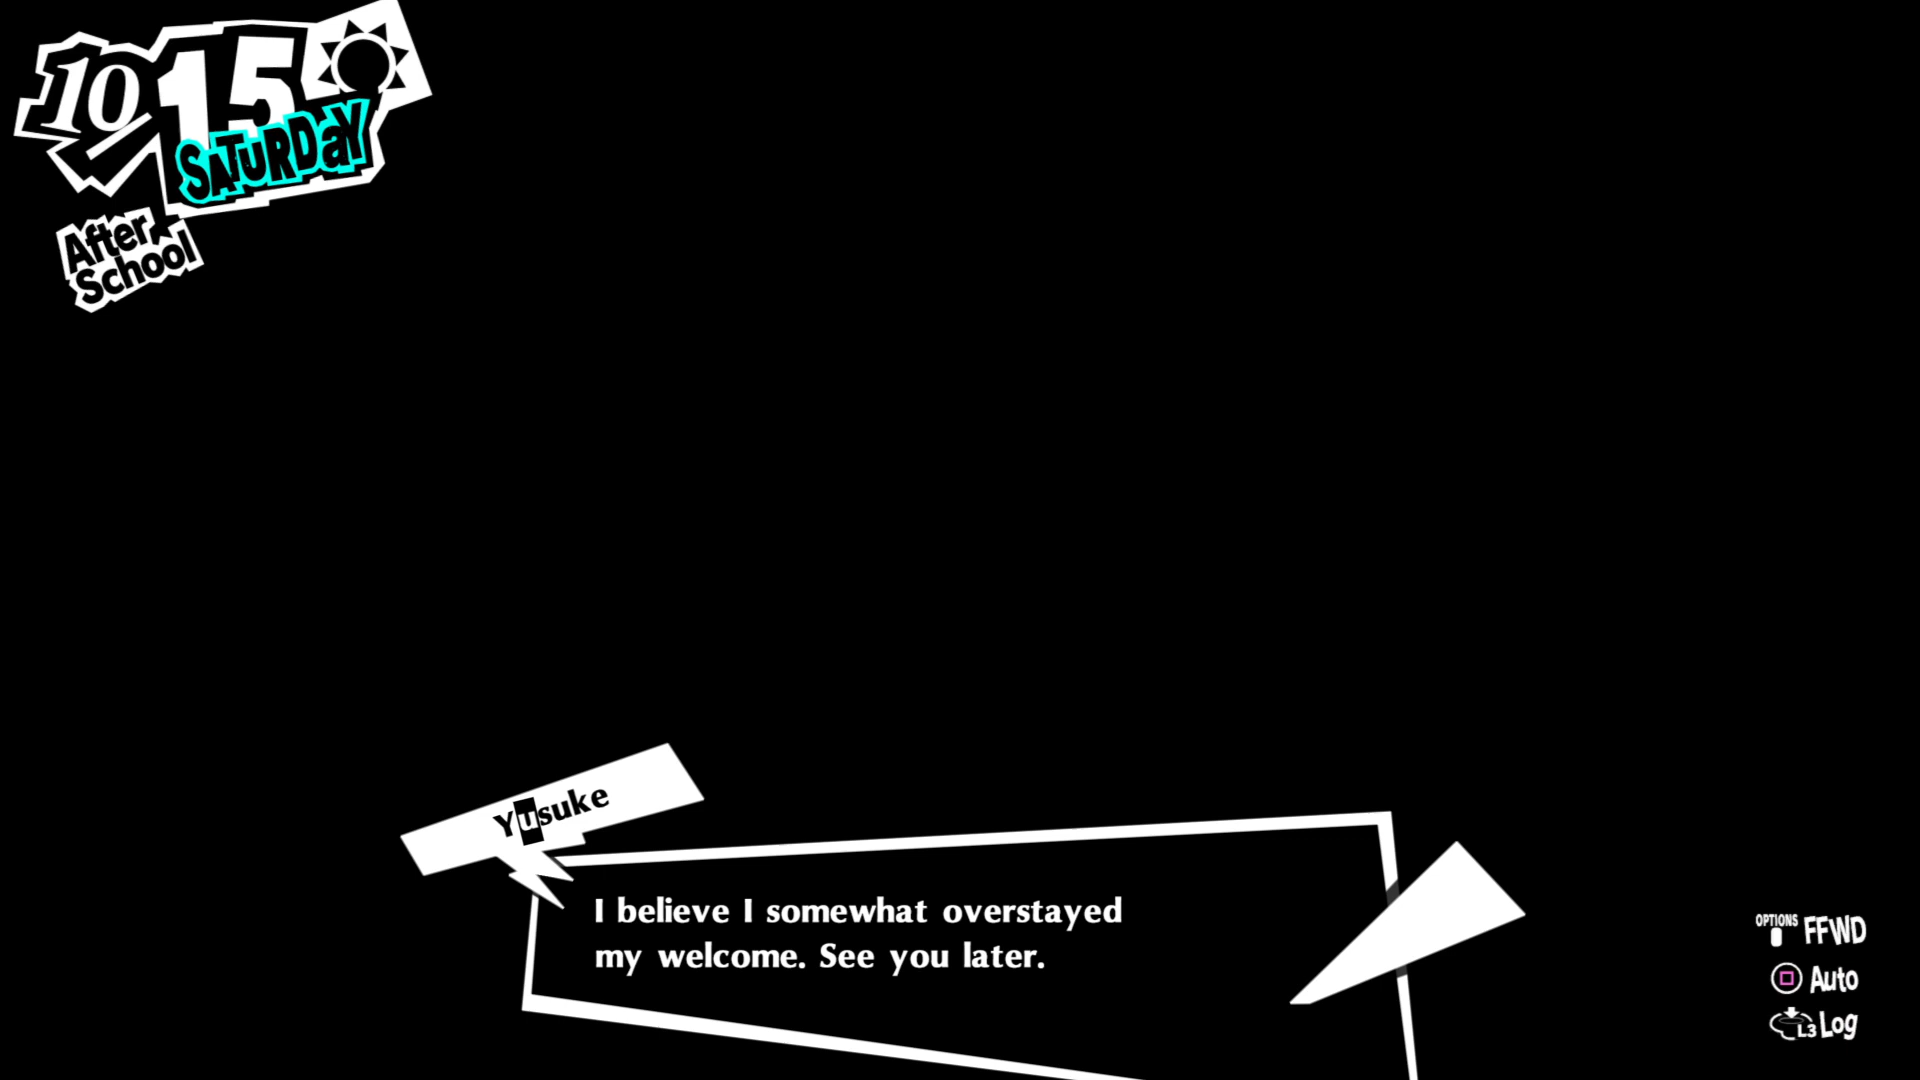 10/15
SATURDaY
After
School
Yusuke
I believe I somewhat overstayed
my welcome. See you later.
OPTIONS FFWD
Auto
L3 Log